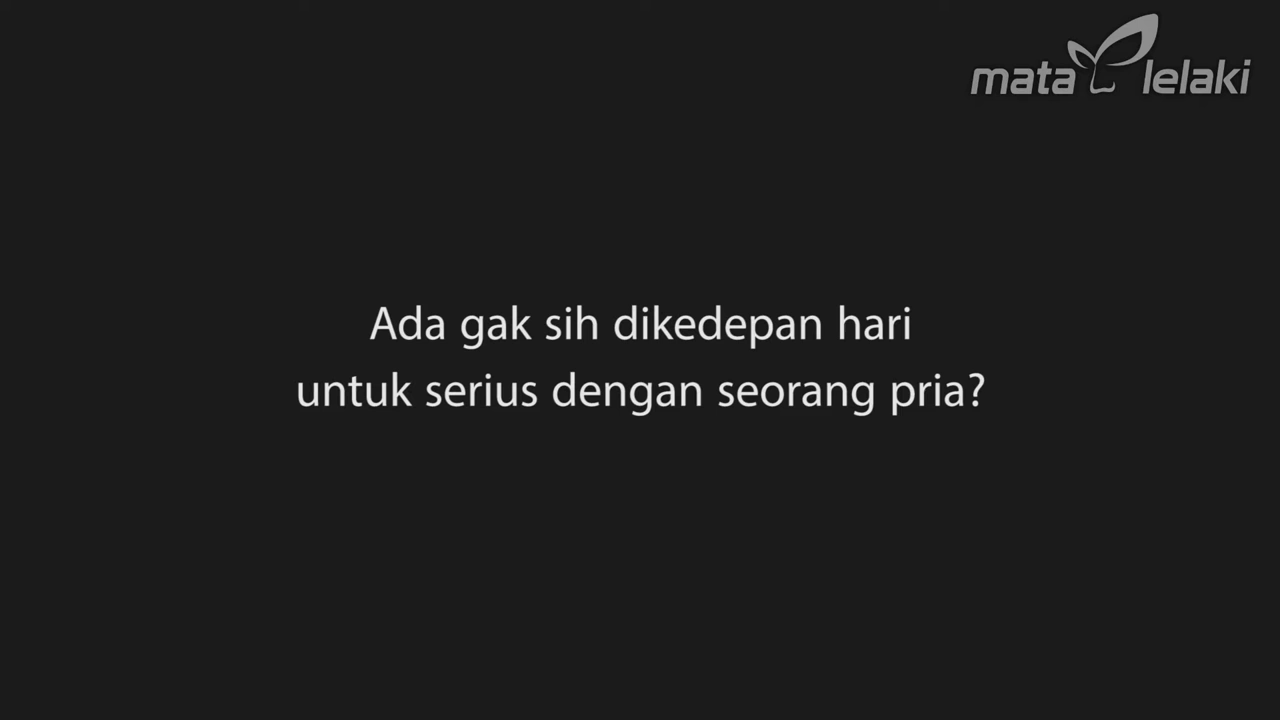 mata lelaki
Ada gak sih dikedepan hari
untuk serius dengan seorang pria?